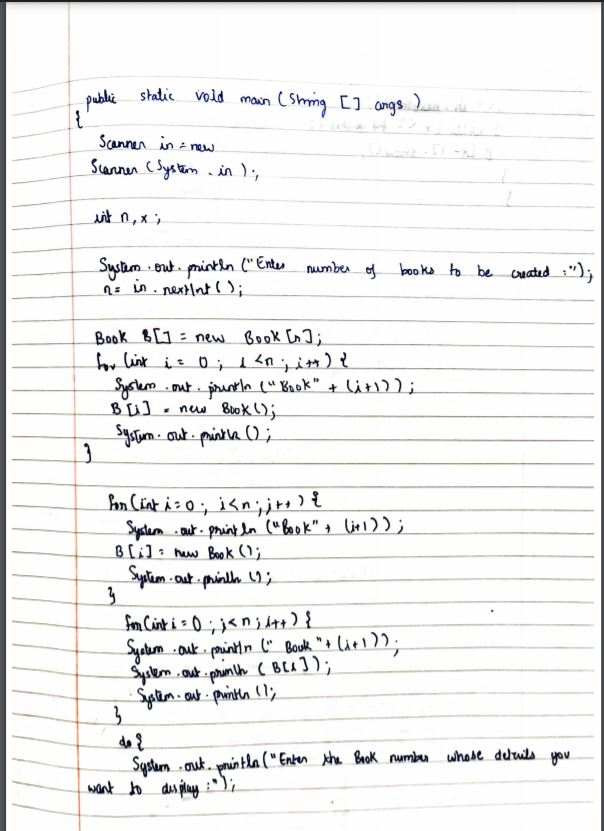 public static void main (String [] args)
{
Scanner in = new
Scanner (System . in );
int n, x ;
System . out . println ("Enter number of books to be created :");
n = in . nextInt ( );
Book B[] = new Book [n];
for (int i = 0 ; i < n ; i++) {
System . out . println ("Book" + (i+1));
B [i] = new Book ();
System . out . println () ;
}
for (int i = 0 ; i < n ; j++ ) {
System . out . println ("Book" + (i+1)) ;
B [i] = new Book ();
System . out . println () ;
}
for (int i = 0 ; j < n ; i++) {
System . out . println (" Book "+ (i+1));
System . out . println ( B[i]);
System . out . println ();
}
do {
System . out . println ("Enter the Book number whose details you
want to display :");